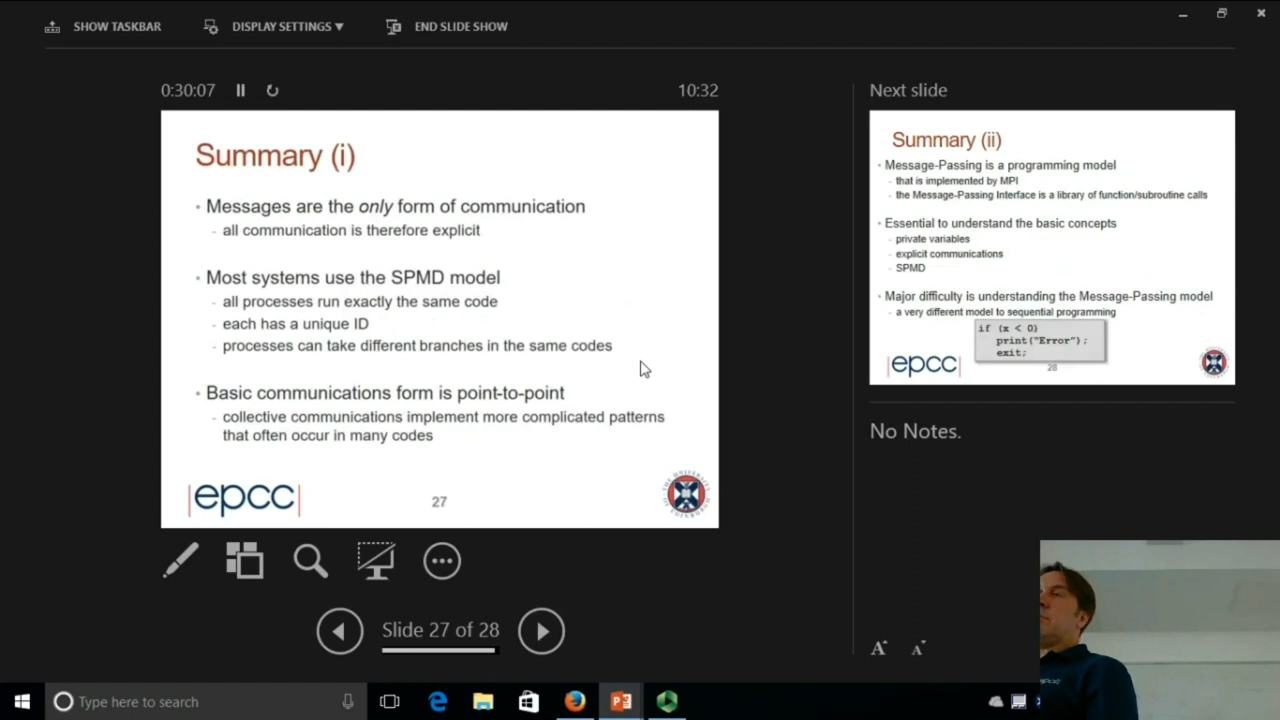 SHOW TASKBAR
DISPLAY SETTINGS ▼
END SLIDE SHOW
0:30:07
10:32
Summary (i)
• Messages are the only form of communication
- all communication is therefore explicit
• Most systems use the SPMD model
- all processes run exactly the same code
- each has a unique ID
- processes can take different branches in the same codes
• Basic communications form is point-to-point
- collective communications implement more complicated patterns
that often occur in many codes
epcc
27
Slide 27 of 28
Next slide
Summary (ii)
• Message-Passing is a programming model
- that is implemented by MPI
- the Message-Passing Interface is a library of function/subroutine calls
• Essential to understand the basic concepts
- private variables
- explicit communications
- SPMD
• Major difficulty is understanding the Message-Passing model
- a very different model to sequential programming
if (x < 0)
print("Error");
exit;
epcc
28
No Notes.
A A
Type here to search